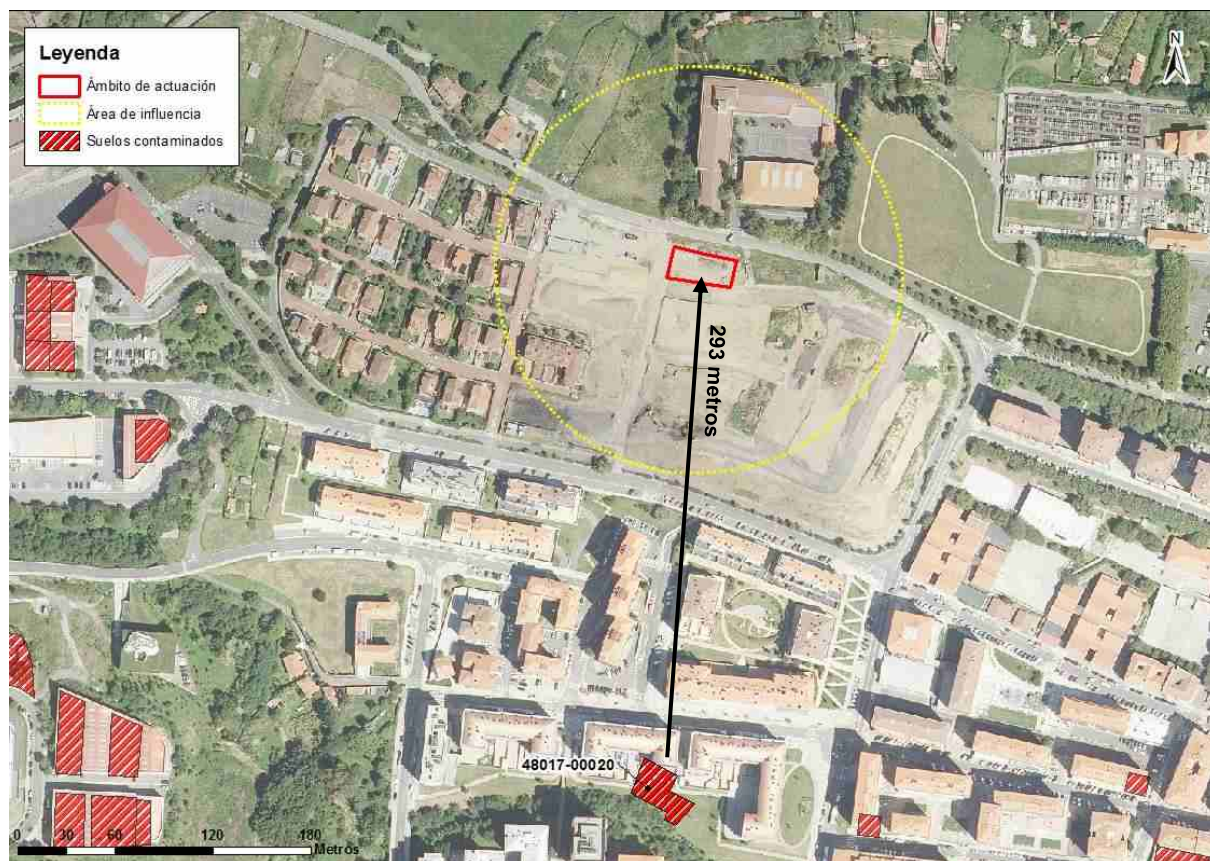 Leyenda
Ámbito de actuación
Área de influencia
Suelos contaminados
N
293 metros
48017-00020
0 30 60 120 180
Metros